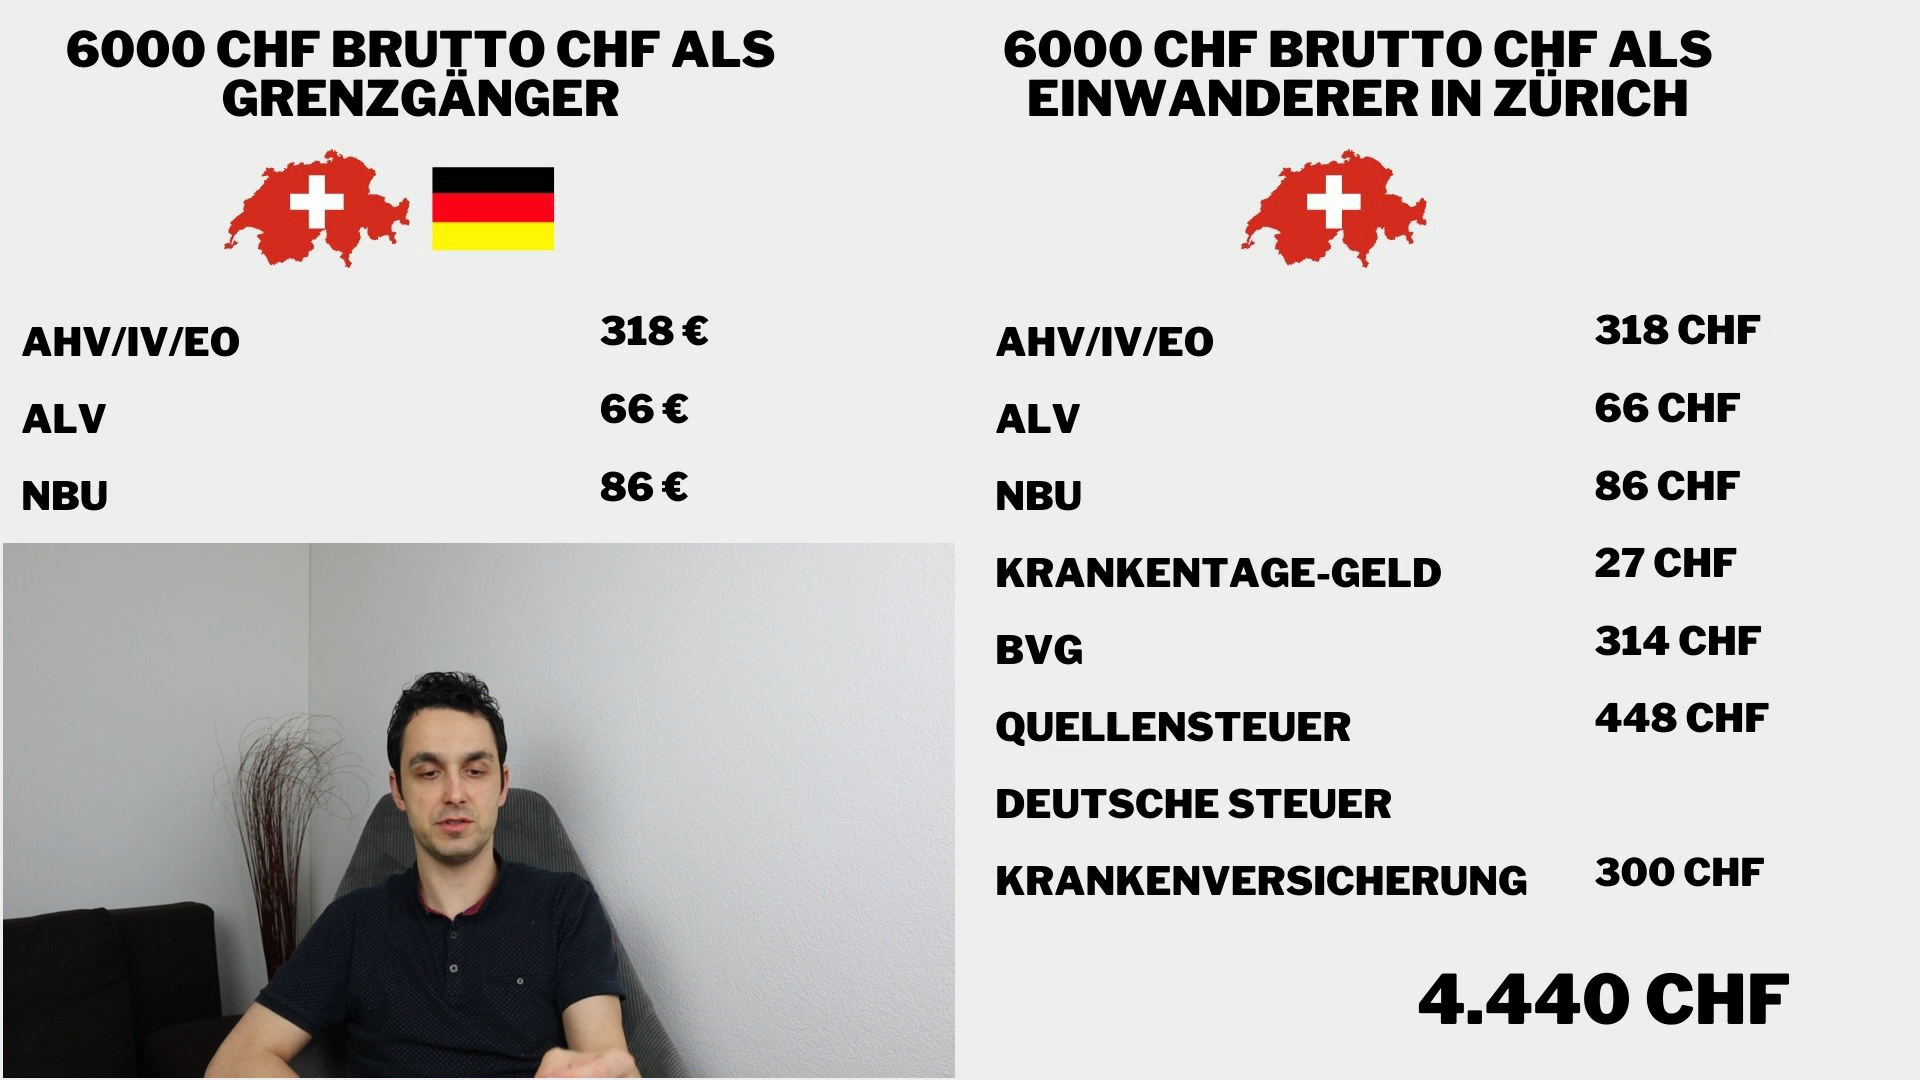 6000 CHF BRUTTO CHF ALS
GRENZGÄNGER
AHV/IV/EO 318 €
ALV 66 €
NBU 86 €
6000 CHF BRUTTO CHF ALS
EINWANDERER IN ZÜRICH
AHV/IV/EO 318 CHF
ALV 66 CHF
NBU 86 CHF
KRANKENTAGE-GELD 27 CHF
BVG 314 CHF
QUELLENSTEUER 448 CHF
DEUTSCHE STEUER
KRANKENVERSICHERUNG 300 CHF
4.440 CHF